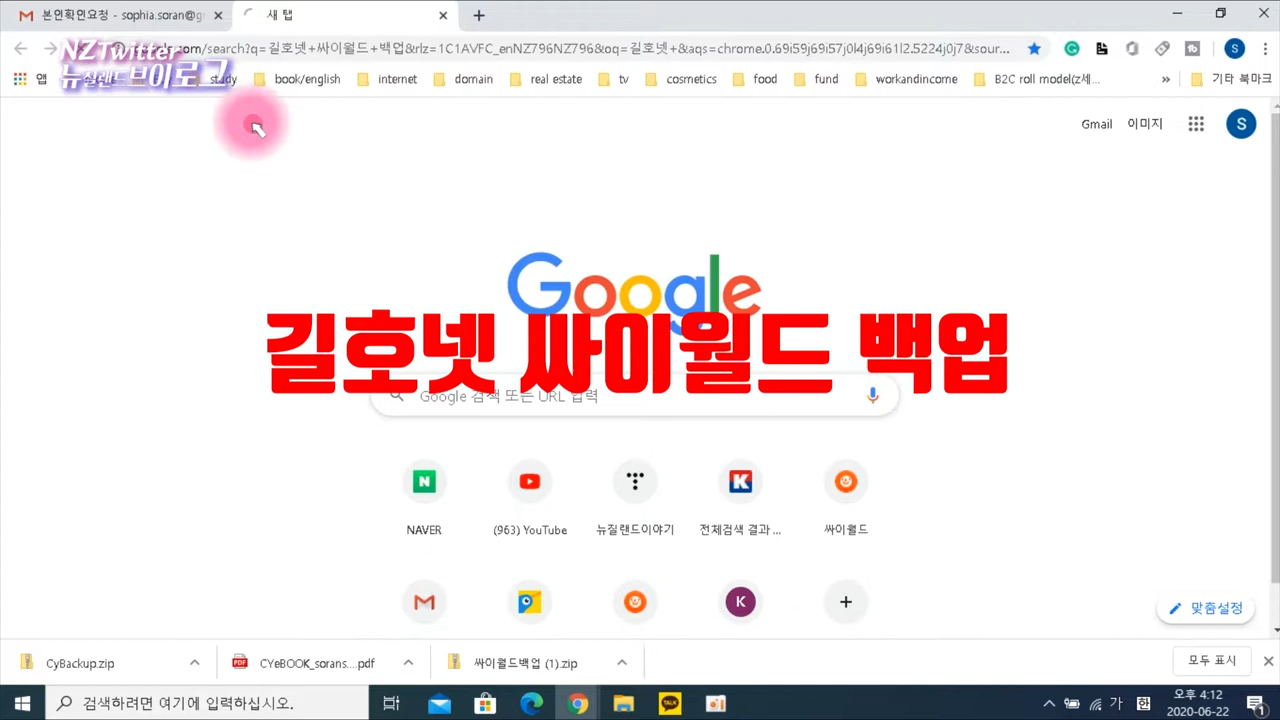 본인확인요청 - sophia.soran@g
새 탭
NZTwitter
뉴질랜드 브이로그
.com/search?q=길호넷+싸이월드+백업&rlz=1C1AVFC_enNZ796NZ796&oq=길호넷+&aqs=chrome.0.69i59j69i57j0l4j69i61l2.5224j0j7&sour...
앱
study
book/english
internet
domain
real estate
tv
cosmetics
food
fund
workandincome
B2C roll model(z세...
»
기타 북마크
Gmail
이미지
S
Google
길호넷 싸이월드 백업
Google 검색 또는 URL 입력
NAVER
(963) YouTube
뉴질랜드이야기
전체검색 결과 ...
싸이월드
K
맞춤설정
CyBackup.zip
CYeBOOK_sorans....pdf
싸이월드백업 (1).zip
모두 표시
검색하려면 여기에 입력하십시오.
TALK
가
한
오후 4:12
2020-06-22
1